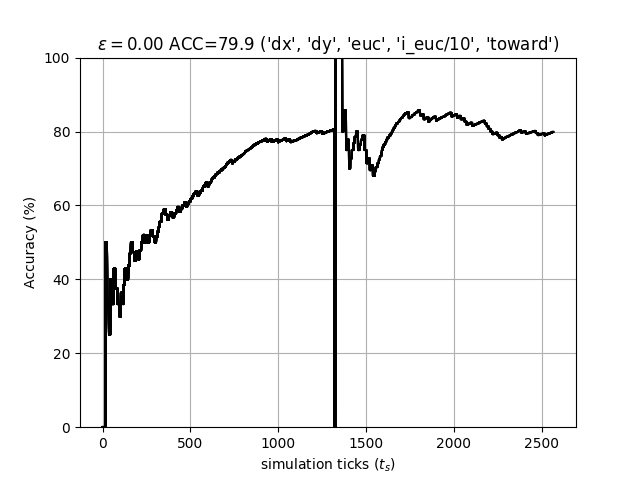 ε = 0.00 ACC=79.9 ('dx', 'dy', 'euc', 'i_euc/10', 'toward')
100
80
60
40
20
0
Accuracy (%)
0 500 1000 1500 2000 2500
simulation ticks (tₛ)